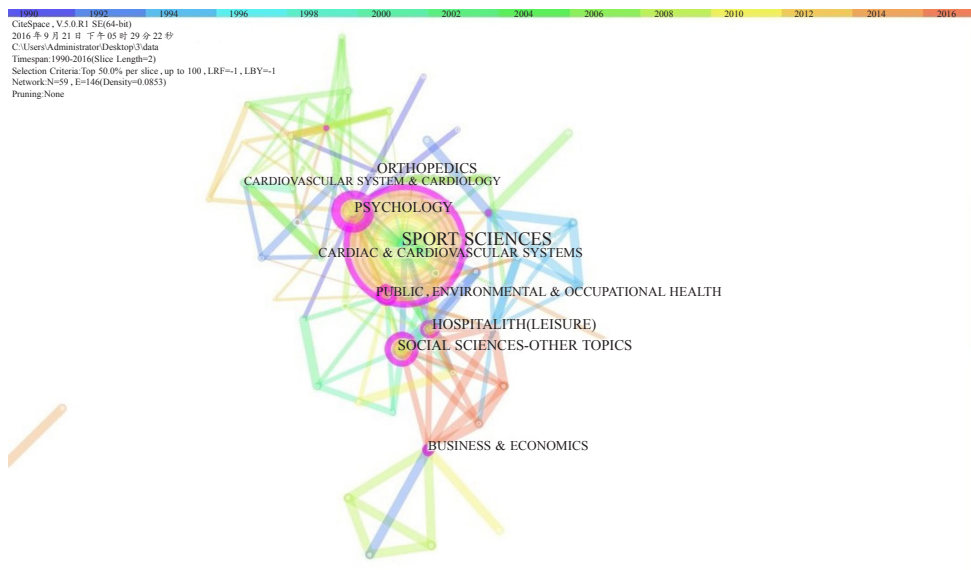 1990 1992 1994 1996 1998 2000 2002 2004 2006 2008 2010 2012 2014 2016
CiteSpace , V.5.0.R1 SE(64-bit)
2016 年 9 月 21 日 下午 05 时 29 分 22 秒
C:\Users\Administrator\Desktop\3\data
Timespan:1990-2016(Slice Length=2)
Selection Criteria:Top 50.0% per slice , up to 100 , LRF=-1 , LBY=-1
Network:N=59 , E=146(Density=0.0853)
Pruning:None
ORTHOPEDICS
CARDIOVASCULAR SYSTEM & CARDIOLOGY
PSYCHOLOGY
SPORT SCIENCES
CARDIAC & CARDIOVASCULAR SYSTEMS
PUBLIC , ENVIRONMENTAL & OCCUPATIONAL HEALTH
HOSPITALITH(LEISURE)
SOCIAL SCIENCES-OTHER TOPICS
BUSINESS & ECONOMICS